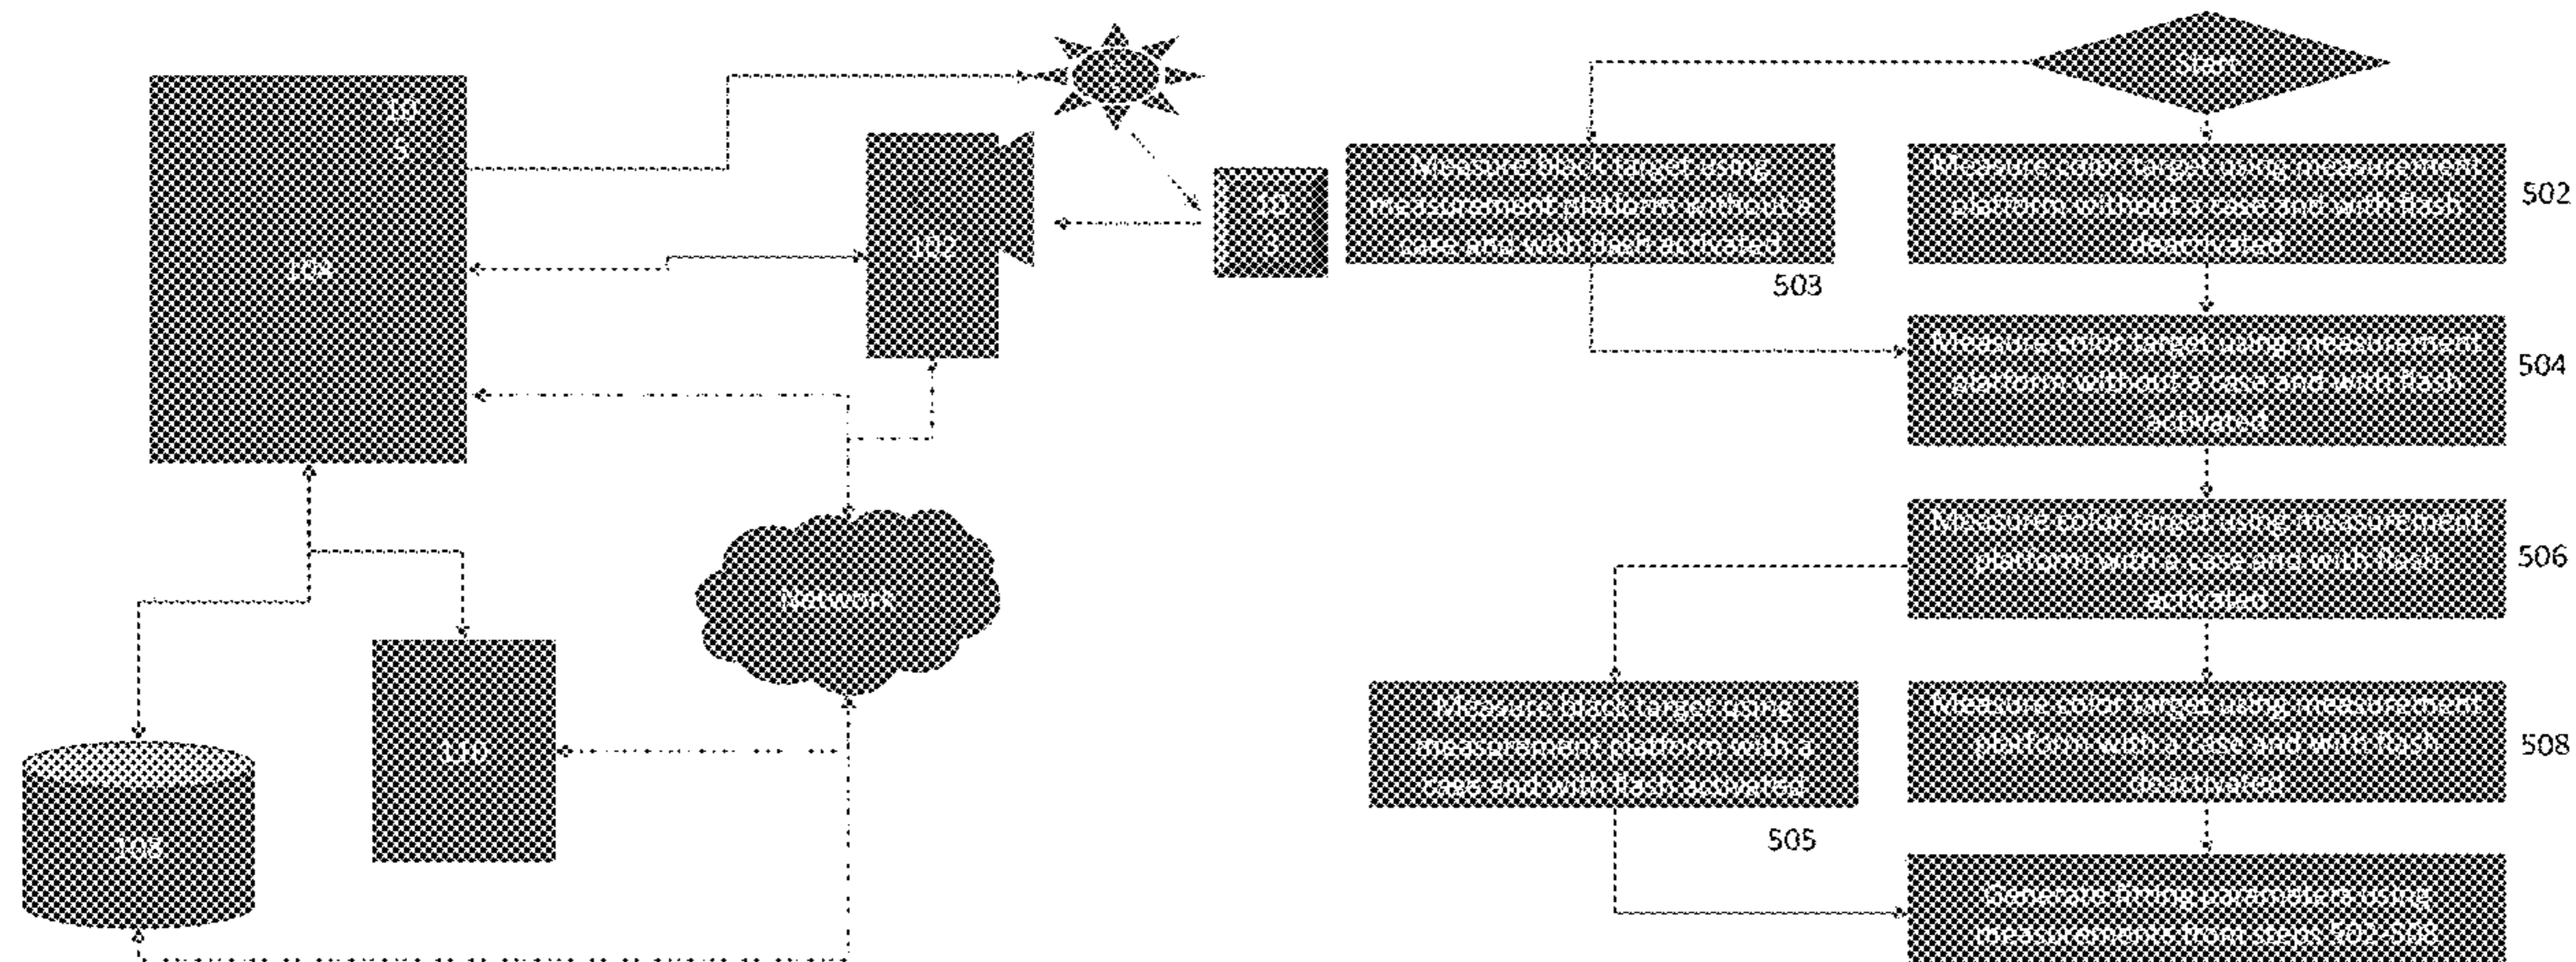 10
5
104
102
10
Network
110
108
start
Measure black target using
measurement platform without a
case and with flash activated
503
Measure color target using measurement
platform without a case and with flash
deactivated
502
Measure color target using measurement
platform without a case and with flash
activated
504
Measure color target using measurement
platform with a case and with flash
activated
506
Measure black target using
measurement platform with a
case and with flash activated
505
Measure color target using measurement
platform with a case and with flash
deactivated
508
Generate fitting parameters using
measurements from steps 502-508